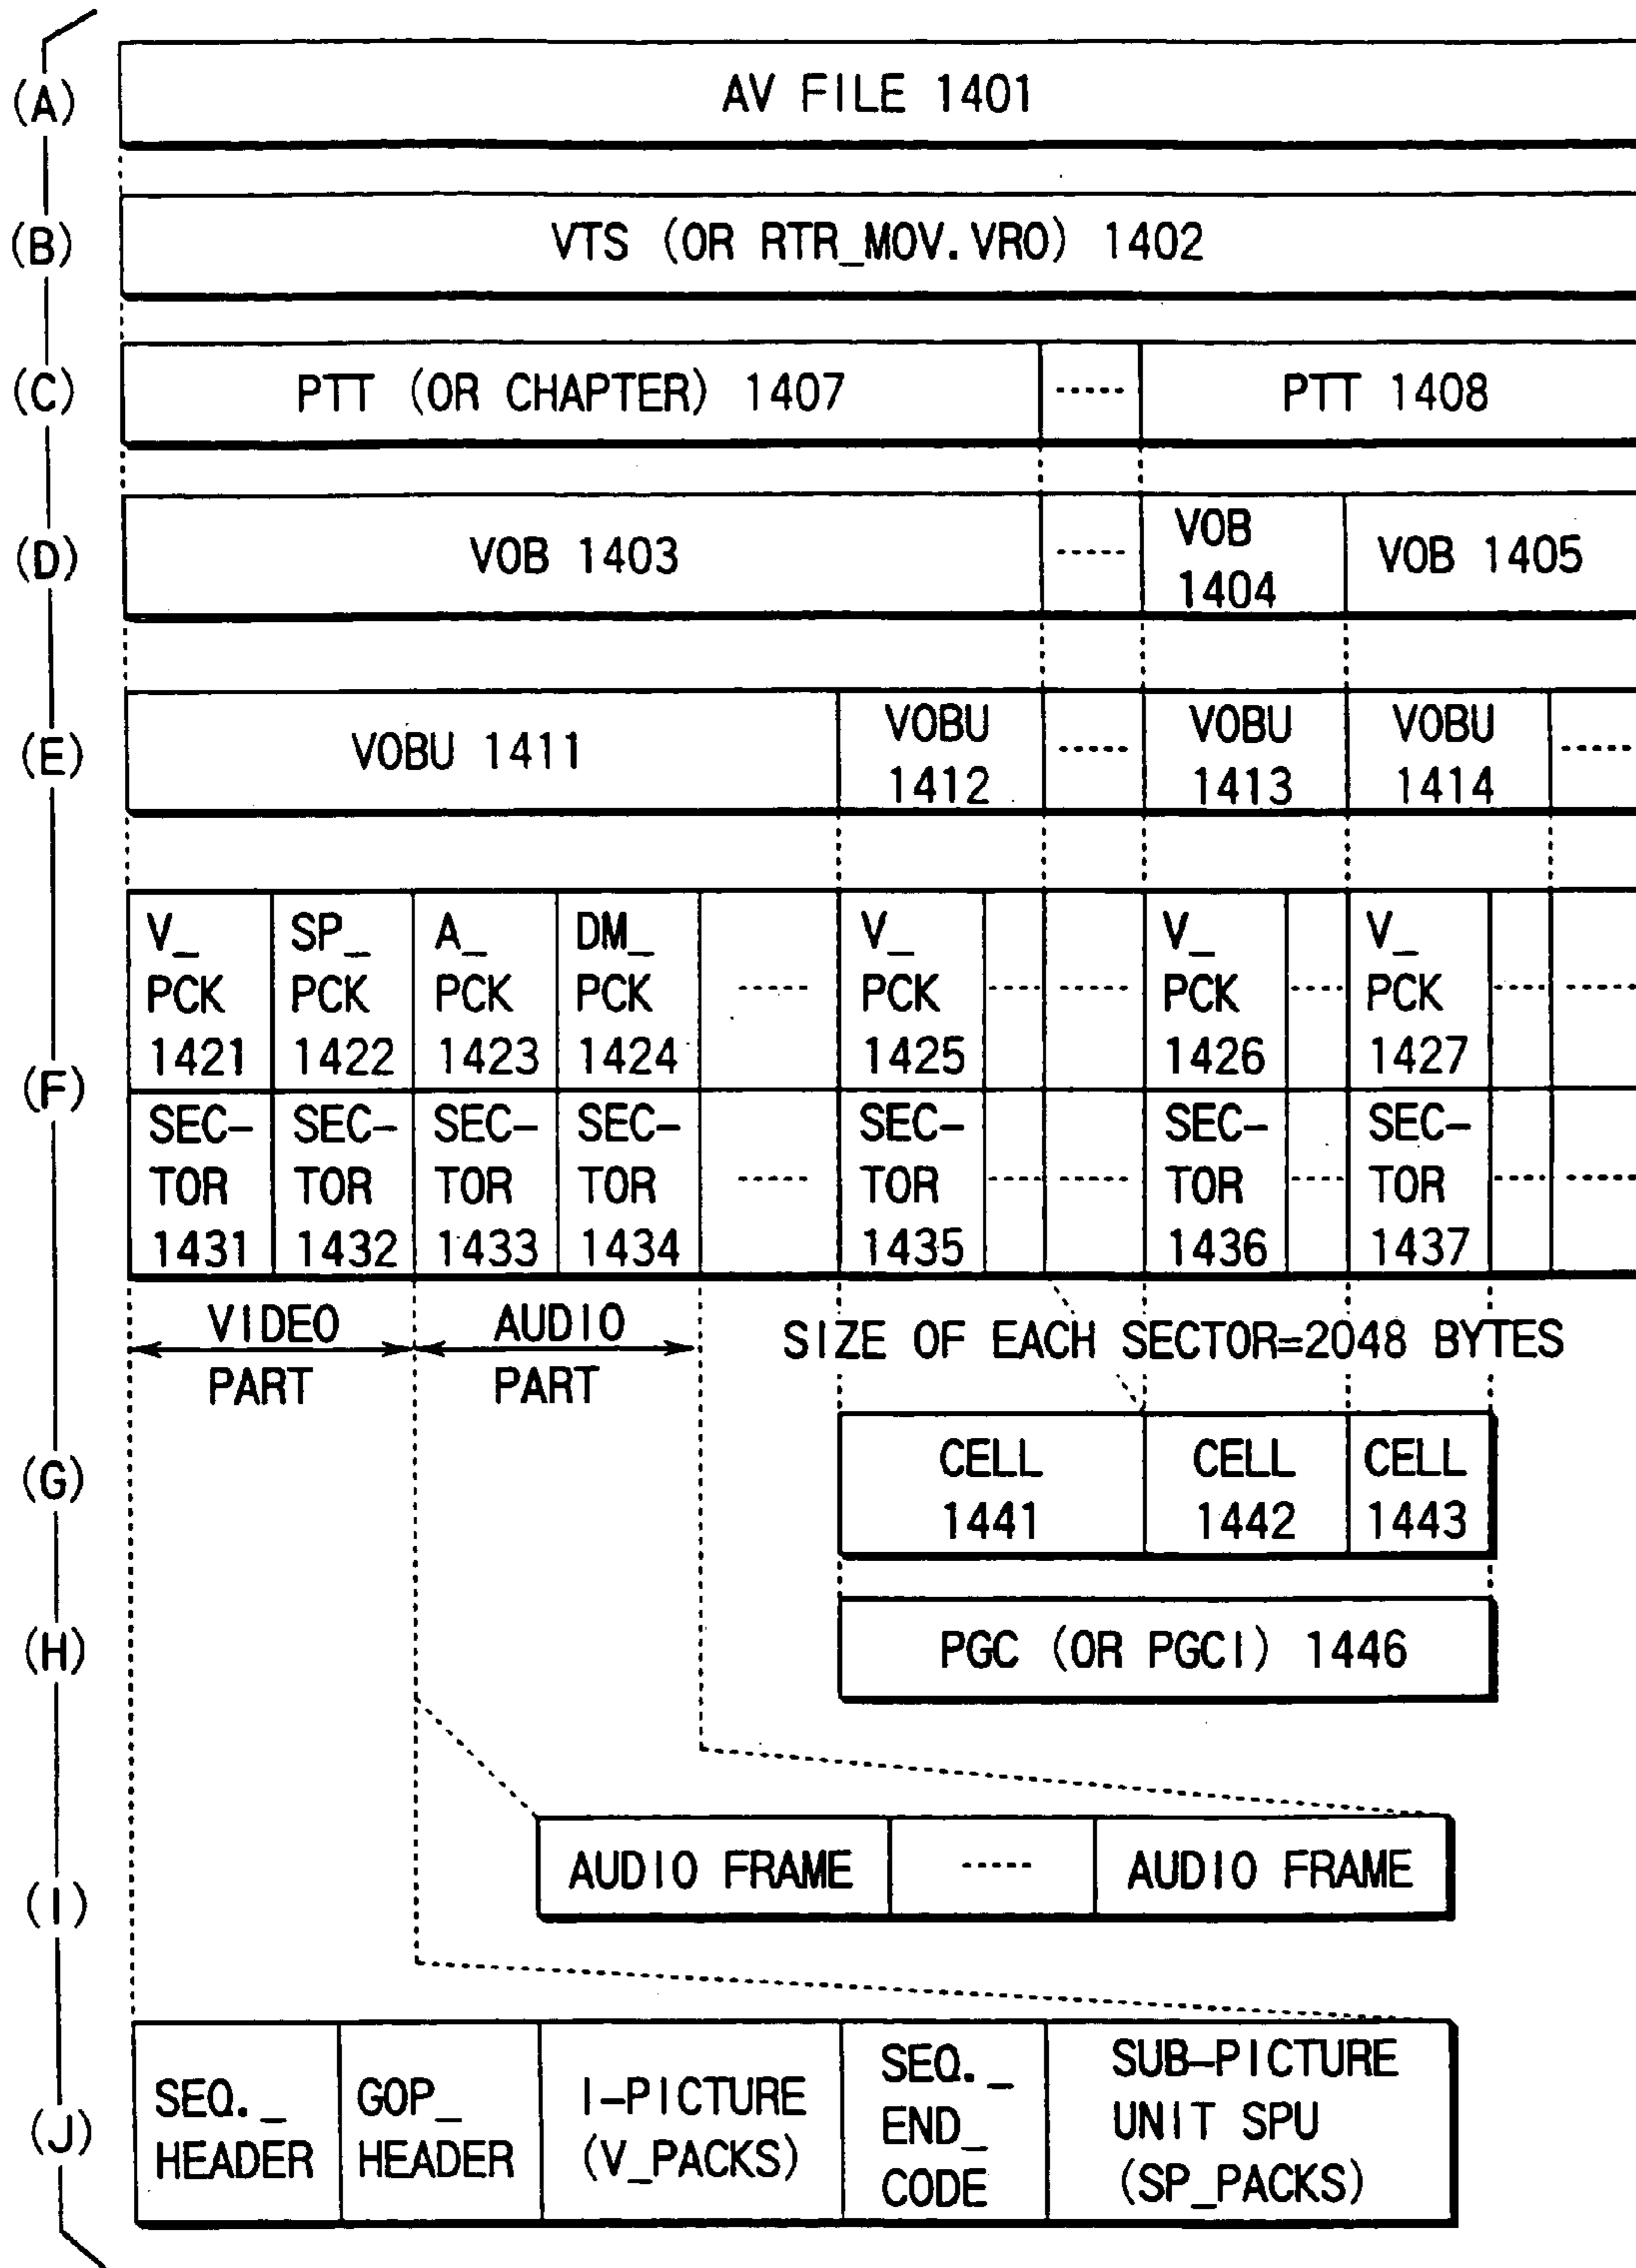 (A)
AV FILE 1401
(B)
VTS (OR RTR_MOV.VRO) 1402
(C)
PTT (OR CHAPTER) 1407 ----- PTT 1408
(D)
VOB 1403 ----- VOB 1404 VOB 1405
(E)
VOBU 1411 VOBU 1412 ----- VOBU 1413 VOBU 1414 -----
(F)
V_ SP_ A_ DM_ V_ V_ V_
PCK PCK PCK PCK ----- PCK ----- ----- PCK ----- PCK ----- -----
1421 1422 1423 1424 1425 1426 1427
SEC- SEC- SEC- SEC- SEC- SEC- SEC-
TOR TOR TOR TOR ----- TOR ----- ----- TOR ----- TOR ----- -----
1431 1432 1433 1434 1435 1436 1437
VIDEO PART
AUDIO PART
SIZE OF EACH SECTOR=2048 BYTES
(G)
CELL CELL CELL
1441 1442 1443
(H)
PGC (OR PGCI) 1446
(I)
AUDIO FRAME ----- AUDIO FRAME
(J)
SEQ._
HEADER
GOP_
HEADER
I-PICTURE
(V_PACKS)
SEQ._
END_
CODE
SUB-PICTURE
UNIT SPU
(SP_PACKS)